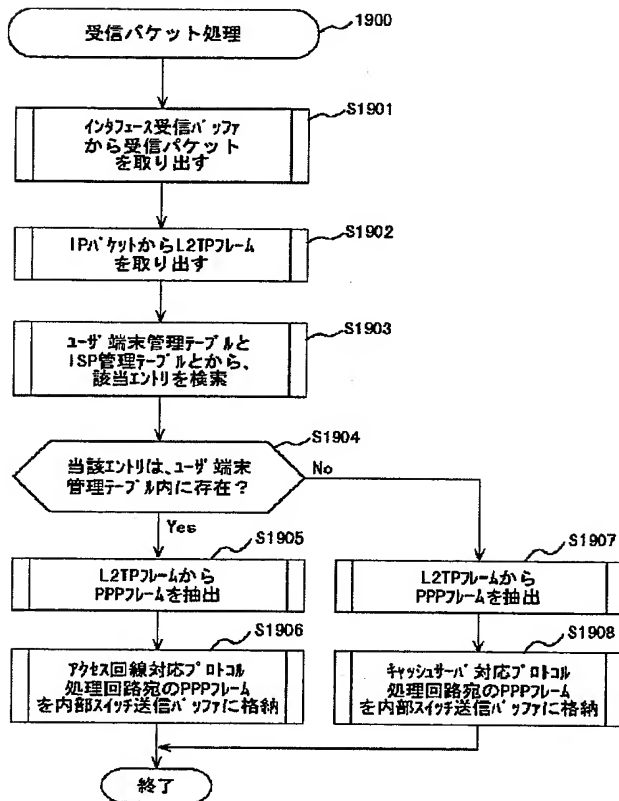 受信パケット処理
1900
インタフェース受信バッファ
から受信パケット
を取り出す
S1901
IPパケットからL2TPフレーム
を取り出す
S1902
ユーザ端末管理テーブルと
ISP管理テーブルとから、
該当エントリを検索
S1903
当該エントリは、ユーザ端末
管理テーブル内に存在？
S1904
No
Yes
L2TPフレームから
PPPフレームを抽出
S1905
L2TPフレームから
PPPフレームを抽出
S1907
アクセス回線対応プロトコル
処理回路宛のPPPフレーム
を内部スイッチ送信バッファに格納
S1906
キャッシュサーバ対応プロトコル
処理回路宛のPPPフレーム
を内部スイッチ送信バッファに格納
S1908
終了